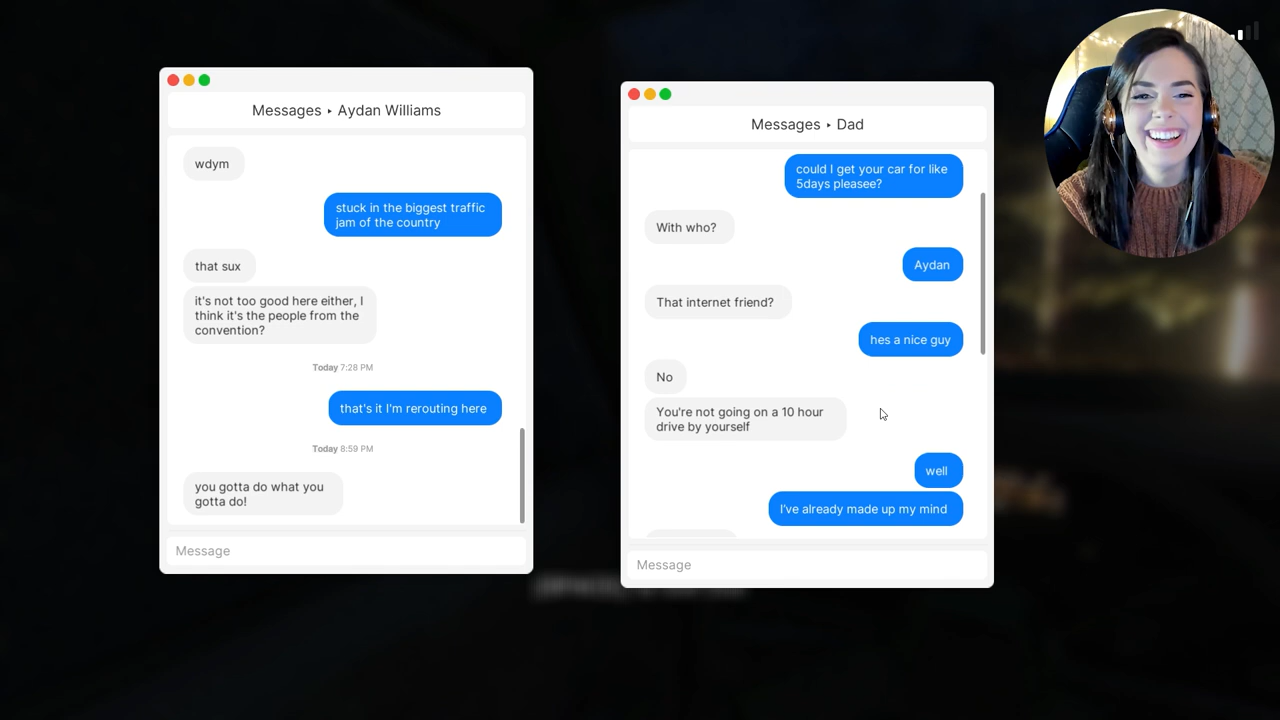 Messages ‣ Aydan Williams
wdym
stuck in the biggest traffic
jam of the country
that sux
it's not too good here either, I
think it's the people from the
convention?
Today 7:28 PM
that's it I'm rerouting here
Today 8:59 PM
you gotta do what you
gotta do!
Message
Messages ‣ Dad
could I get your car for like
5days pleasee?
With who?
Aydan
That internet friend?
hes a nice guy
No
You're not going on a 10 hour
drive by yourself
well
I've already made up my mind
Message